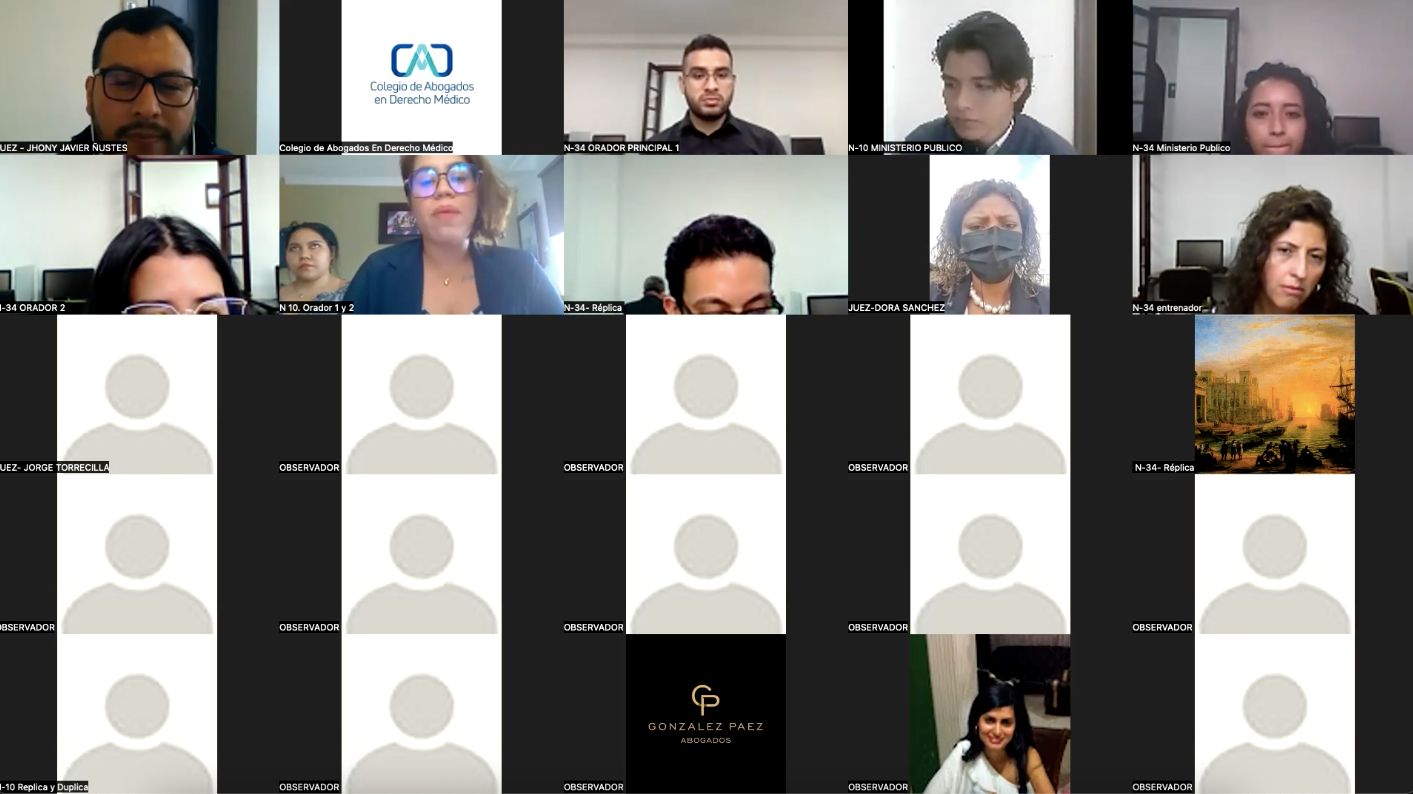 UEZ - JHONY JAVIER ÑUSTES
Colegio de Abogados
en Derecho Médico
Colegio de Abogados En Derecho Médico
N-34 ORADOR PRINCIPAL 1
N-10 MINISTERIO PUBLICO
N-34 Ministerio Publico
I-34 ORADOR 2
N 10. Orador 1 y 2
N-34- Réplica
JUEZ-DORA SANCHEZ
N-34 entrenador
UEZ- JORGE TORRECILLA
OBSERVADOR
OBSERVADOR
OBSERVADOR
N-34- Réplica
OBSERVADOR
OBSERVADOR
OBSERVADOR
OBSERVADOR
OBSERVADOR
I-10 Replica y Duplica
OBSERVADOR
GONZALEZ PAEZ
ABOGADOS
OBSERVADOR
OBSERVADOR
OBSERVADOR